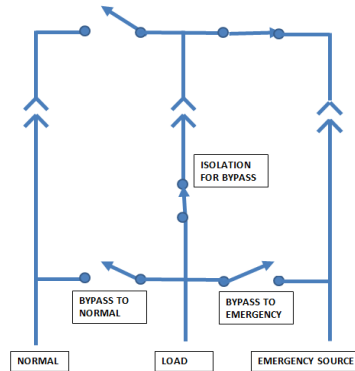 ISOLATION
FOR BYPASS
BYPASS TO
NORMAL
BYPASS TO
EMERGENCY
NORMAL
LOAD
EMERGENCY SOURCE